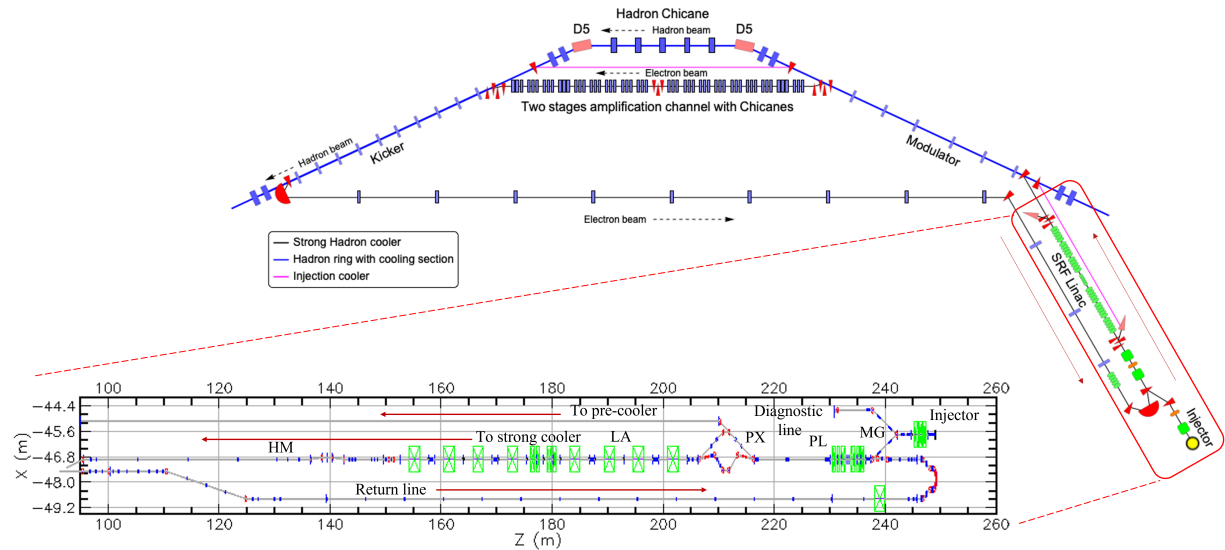 Hadron Chicane
D5
Hadron beam
D5
Electron beam
Two stages amplification channel with Chicanes
Hadron beam
Kicker
Modulator
Electron beam
Strong Hadron cooler
Hadron ring with cooling section
Injection cooler
SRF Linac
Injector
100 120 140 160 180 200 220 240 260
−44.4
−45.6
−46.8
−48.0
−49.2
X (m)
To pre-cooler
Diagnostic
line
Injector
To strong cooler
HM
LA
PX
PL
MG
Return line
100 120 140 160 180 200 220 240 260
Z (m)